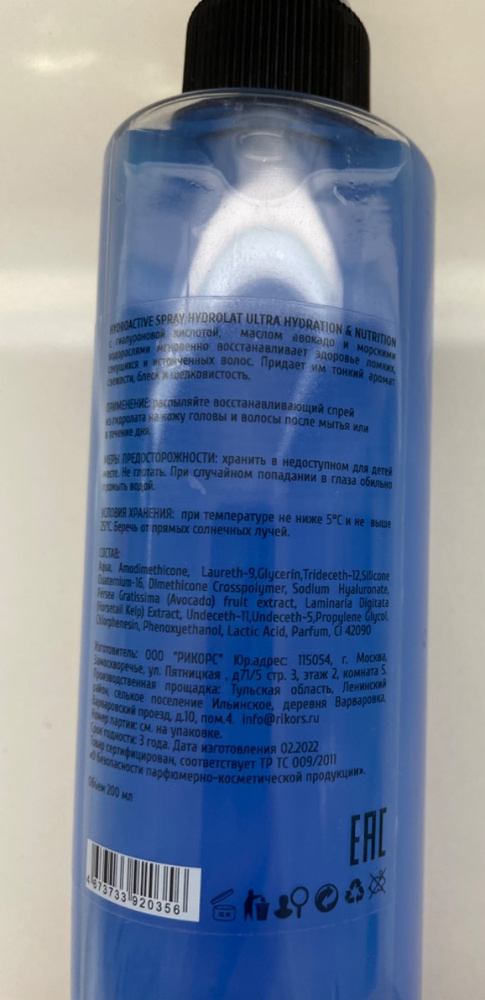 HYDROACTIVE SPRAY HYDROLAT ULTRA HYDRATION & NUTRITION
с гиалуроновой кислотой, маслом авокадо и морскими
водорослями мгновенно восстанавливает здоровье ломких,
секущихся и истонченных волос. Придает им тонкий аромат
свежести, блеск и шелковистость.
ПРИМЕНЕНИЕ: распыляйте восстанавливающий спрей
из гидролата на кожу головы и волосы после мытья или
в течение дня.
МЕРЫ ПРЕДОСТОРОЖНОСТИ: хранить в недоступном для детей
месте. Не глотать. При случайном попадании в глаза обильно
промыть водой.
УСЛОВИЯ ХРАНЕНИЯ: при температуре не ниже 5°С и не выше
25°С. Беречь от прямых солнечных лучей.
СОСТАВ:
Aqua, Amodimethicone, Laureth-9,Glycerin,Trideceth-12,Silicone
Quaternium-16, Dimethicone Crosspolymer, Sodium Hyaluronate,
Persea Gratissima (Avocado) fruit extract, Laminaria Digitata
(Horsetail Kelp) Extract, Undeceth-11,Undeceth-5,Propylene Glycol,
Chlorphenesin, Phenoxyethanol, Lactic Acid, Parfum, CI 42090
Изготовитель: ООО "РИКОРС" Юр.адрес: 115054, г. Москва,
Замоскворечье, ул. Пятницкая , д71/5 стр. 3, этаж 2, комната 5.
Производственная площадка: Тульская область, Ленинский
район, селькое поселение Ильинское, деревня Варваровка,
Варваровский проезд, д.10, пом.4. info@rikors.ru
Номер партии: см. на упаковке.
Срок годности: 3 года. Дата изготовления 02.2022
Товар сертифицирован, соответствует ТР ТС 009/2011
«О безопасности парфюмерно-косметической продукции».
Объем 200 мл
EAC
4 673733 920356